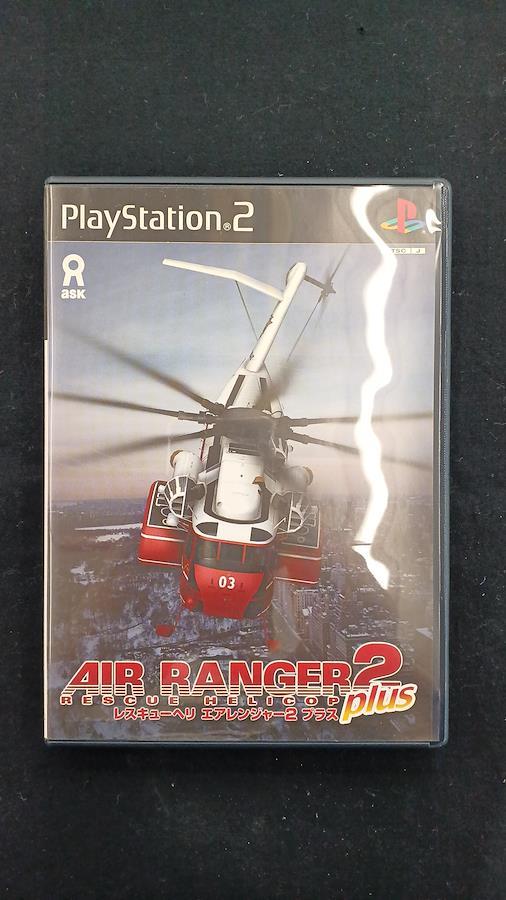 PlayStation®2
NTSC J
ask
03
AIR RANGER 2
RESCUE HELICOP
plus
レスキューヘリ エアレンジャー2 プラス